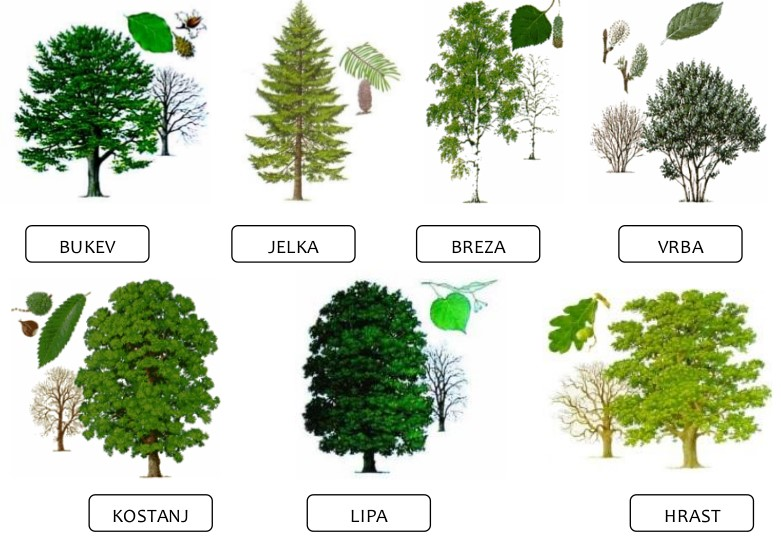 BUKEV
JELKA
BREZA
VRBA
KOSTANJ
LIPA
HRAST